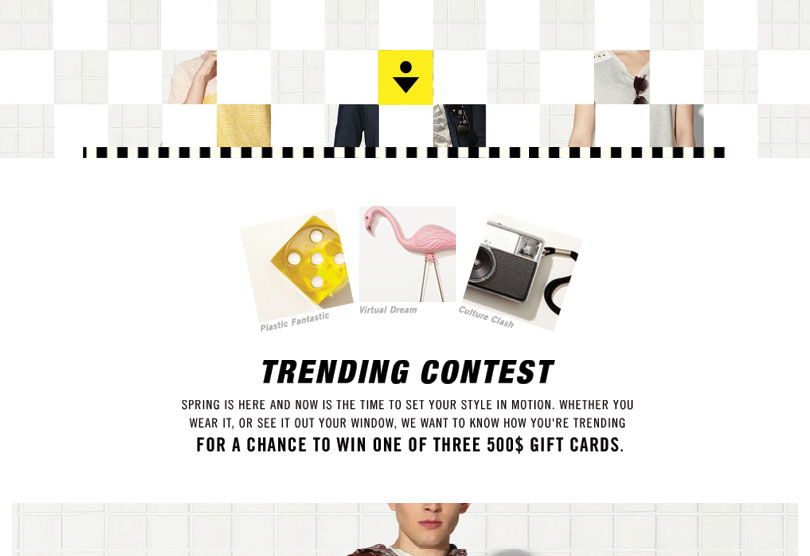 Plastic Fantastic
Virtual Dream
Culture Clash
TRENDING CONTEST
SPRING IS HERE AND NOW IS THE TIME TO SET YOUR STYLE IN MOTION. WHETHER YOU
WEAR IT, OR SEE IT OUT YOUR WINDOW, WE WANT TO KNOW HOW YOU'RE TRENDING
FOR A CHANCE TO WIN ONE OF THREE 500$ GIFT CARDS.